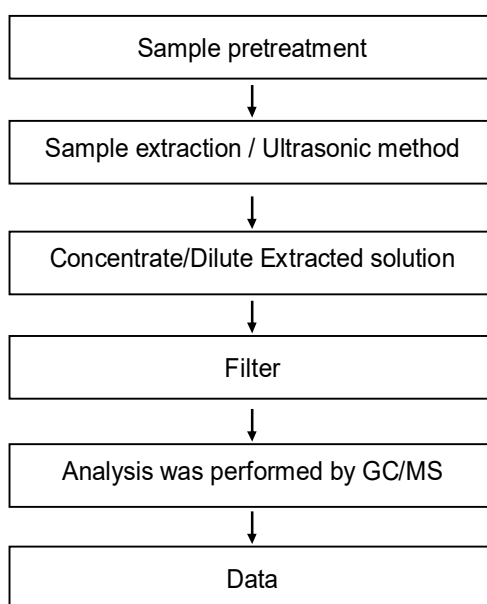 Sample pretreatment
Sample extraction / Ultrasonic method
Concentrate/Dilute Extracted solution
Filter
Analysis was performed by GC/MS
Data